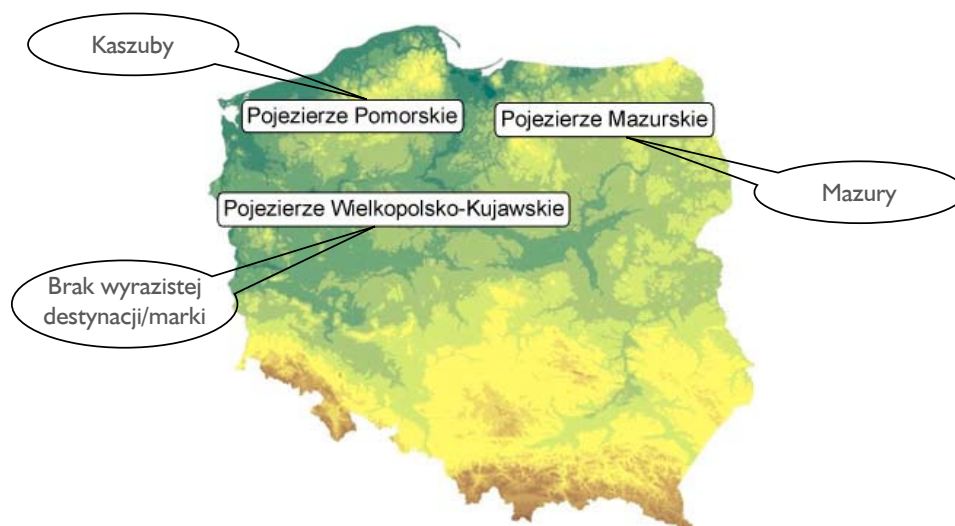 Kaszuby
Pojezierze Pomorskie
Pojezierze Mazurskie
Mazury
Pojezierze Wielkopolsko-Kujawskie
Brak wyrazistej
destynacji/marki